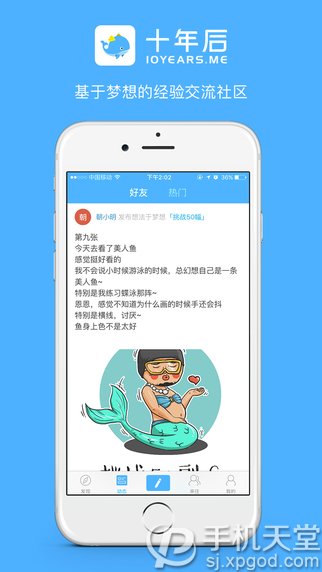 十年后
10YEARS.ME
基于梦想的经验交流社区
中国移动 下午2:02 36%
好友 热门
朝 朝小明 发布想法于梦想「挑战50幅」
第九张
今天去看了美人鱼
感觉挺好看的
我不会说小时候游泳的时候，总幻想自己是一条
美人鱼~
特别是我练习蝶泳那阵~
恩恩，感觉不知道为什么画的时候手还会抖
特别是横线，讨厌~
鱼身上色不是太好
发现 动态 来往 我的
手机天堂
sj.xpgod.com